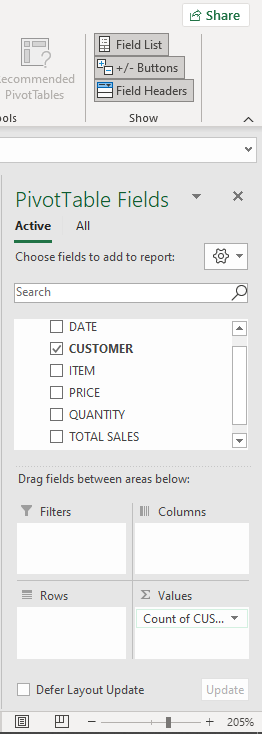 Share
ecommended
PivotTables
ools
Field List
+/- Buttons
Field Headers
Show
PivotTable Fields
Active
All
Choose fields to add to report:
Search
DATE
CUSTOMER
ITEM
PRICE
QUANTITY
TOTAL SALES
Drag fields between areas below:
Filters
Columns
Rows
Σ Values
Count of CUS...
Defer Layout Update
Update
205%